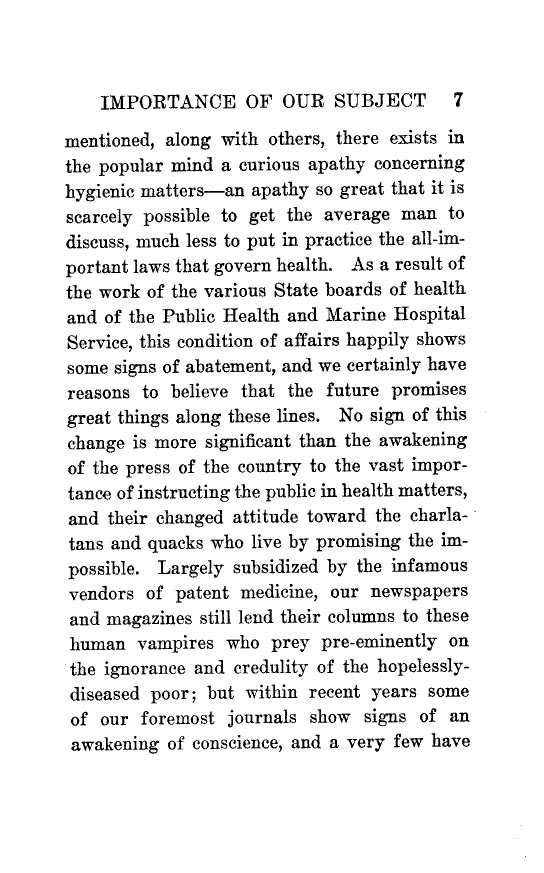 IMPORTANCE OF OUR SUBJECT 7
mentioned, along with others, there exists in
the popular mind a curious apathy concerning
hygienic matters—an apathy so great that it is
scarcely possible to get the average man to
discuss, much less to put in practice the all-im-
portant laws that govern health. As a result of
the work of the various State boards of health
and of the Public Health and Marine Hospital
Service, this condition of affairs happily shows
some signs of abatement, and we certainly have
reasons to believe that the future promises
great things along these lines. No sign of this
change is more significant than the awakening
of the press of the country to the vast impor-
tance of instructing the public in health matters,
and their changed attitude toward the charla-
tans and quacks who live by promising the im-
possible. Largely subsidized by the infamous
vendors of patent medicine, our newspapers
and magazines still lend their columns to these
human vampires who prey pre-eminently on
the ignorance and credulity of the hopelessly-
diseased poor; but within recent years some
of our foremost journals show signs of an
awakening of conscience, and a very few have